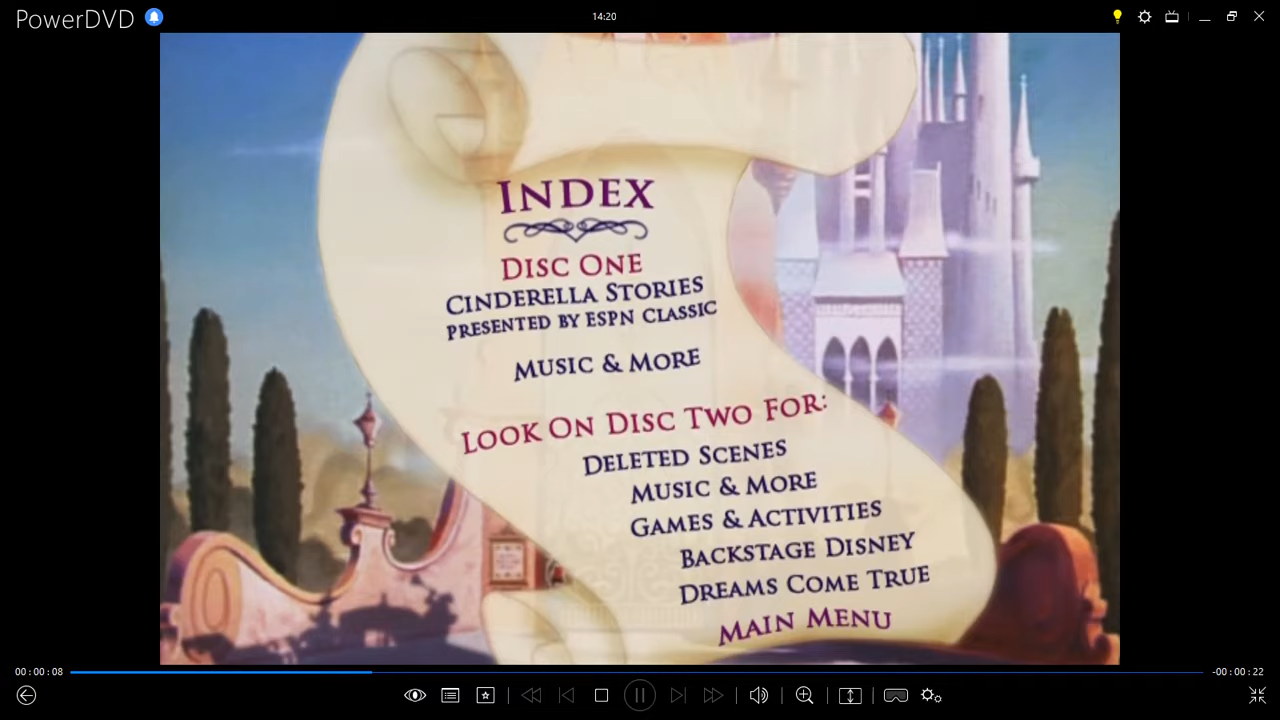 PowerDVD
14:20
INDEX
DISC ONE
CINDERELLA STORIES
PRESENTED BY ESPN CLASSIC
MUSIC & MORE
LOOK ON DISC TWO FOR:
DELETED SCENES
MUSIC & MORE
GAMES & ACTIVITIES
BACKSTAGE DISNEY
DREAMS COME TRUE
MAIN MENU
00:00:08
-00:00:22